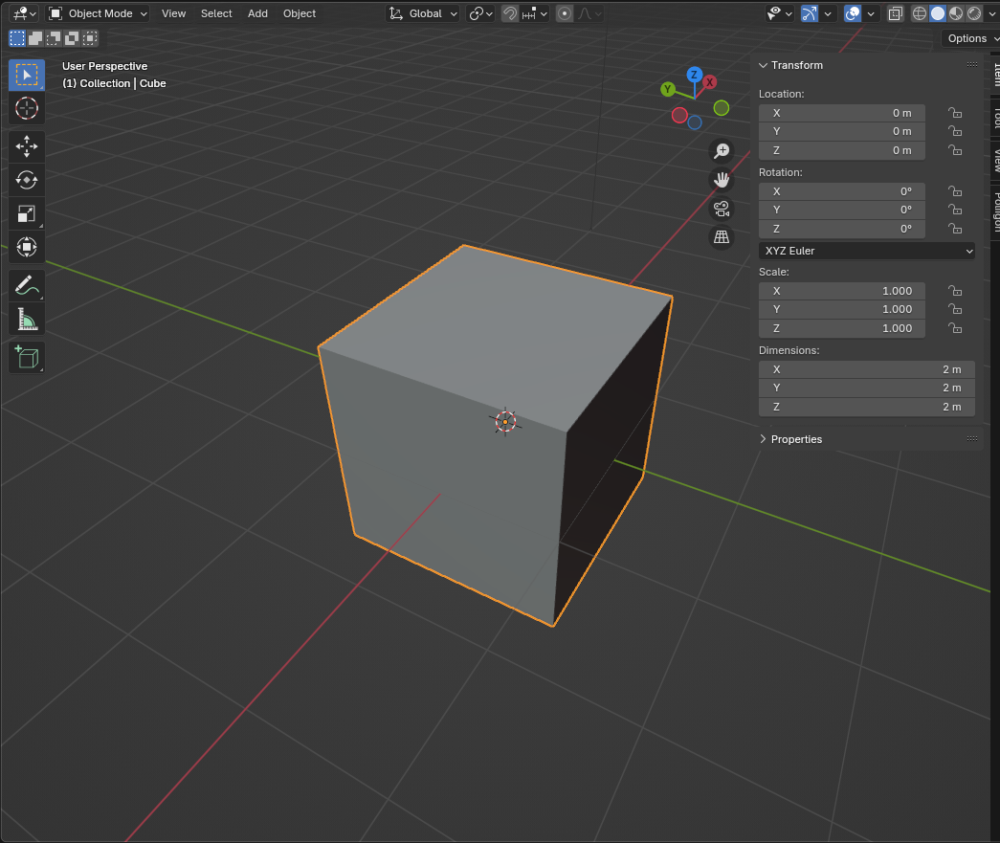 Object Mode View Select Add Object Global
Options
User Perspective
(1) Collection | Cube
Z
X
Y
Transform
Location:
X 0 m
Y 0 m
Z 0 m
Rotation:
X 0°
Y 0°
Z 0°
XYZ Euler
Scale:
X 1.000
Y 1.000
Z 1.000
Dimensions:
X 2 m
Y 2 m
Z 2 m
Properties
Item
Tool
View